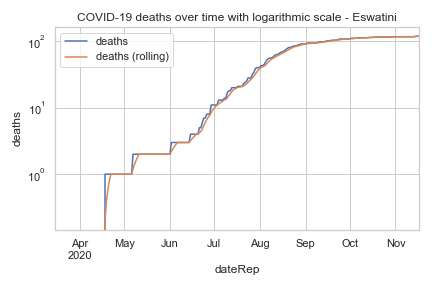 COVID-19 deaths over time with logarithmic scale - Eswatini
deaths
deaths (rolling)
10²
10¹
10⁰
deaths
Apr May Jun Jul Aug Sep Oct Nov
2020
dateRep